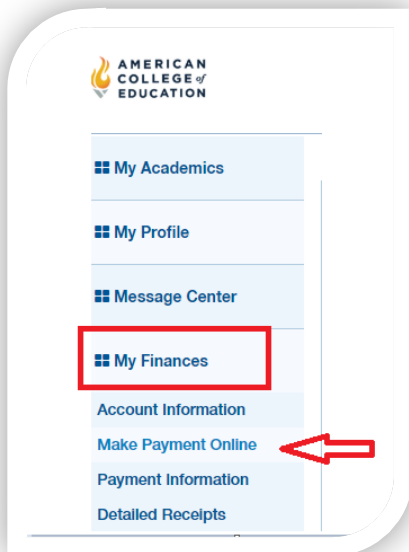 AMERICAN
COLLEGE of
EDUCATION
My Academics
My Profile
Message Center
My Finances
Account Information
Make Payment Online
Payment Information
Detailed Receipts